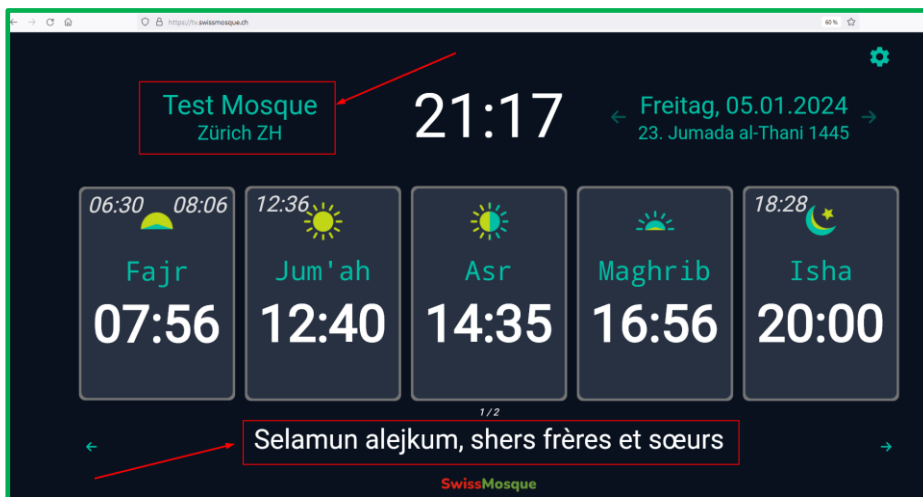 https://tv.swissmosque.ch
60 %
Test Mosque
Zürich ZH
21:17
← Freitag, 05.01.2024 →
23. Jumada al-Thani 1445
06:30 08:06
Fajr
07:56
12:36
Jum'ah
12:40
Asr
14:35
Maghrib
16:56
18:28
Isha
20:00
1/2
← Selamun alejkum, shers frères et sœurs →
SwissMosque